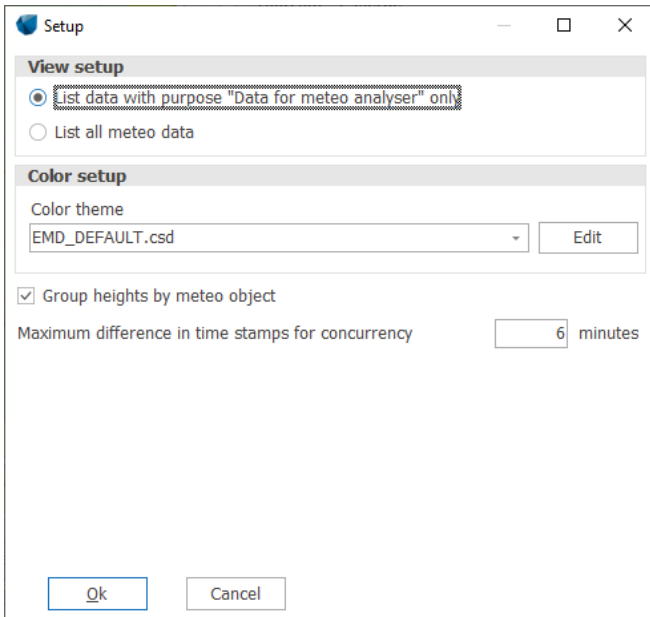 Setup
View setup
List data with purpose "Data for meteo analyser" only
List all meteo data
Color setup
Color theme
EMD_DEFAULT.csd
Edit
Group heights by meteo object
Maximum difference in time stamps for concurrency 6 minutes
Ok Cancel